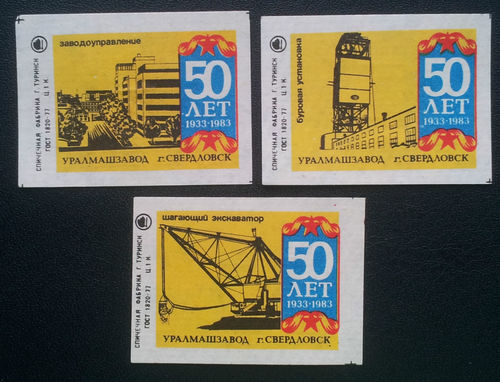 СПИЧЕЧНАЯ ФАБРИКА Г. ТУРИНСК
ГОСТ 1820-77 Ц 1 К.
заводоуправление
50
ЛЕТ
1933-1983
УРАЛМАШЗАВОД г. СВЕРДЛОВСК
СПИЧЕЧНАЯ ФАБРИКА Г. ТУРИНСК
ГОСТ 1820-77 Ц 1 К.
буровая установка
50
ЛЕТ
1933-1983
УРАЛМАШЗАВОД г. СВЕРДЛОВСК
СПИЧЕЧНАЯ ФАБРИКА Г. ТУРИНСК
ГОСТ 1820-77 Ц 1 К.
шагающий экскаватор
50
ЛЕТ
1933-1983
УРАЛМАШЗАВОД г. СВЕРДЛОВСК